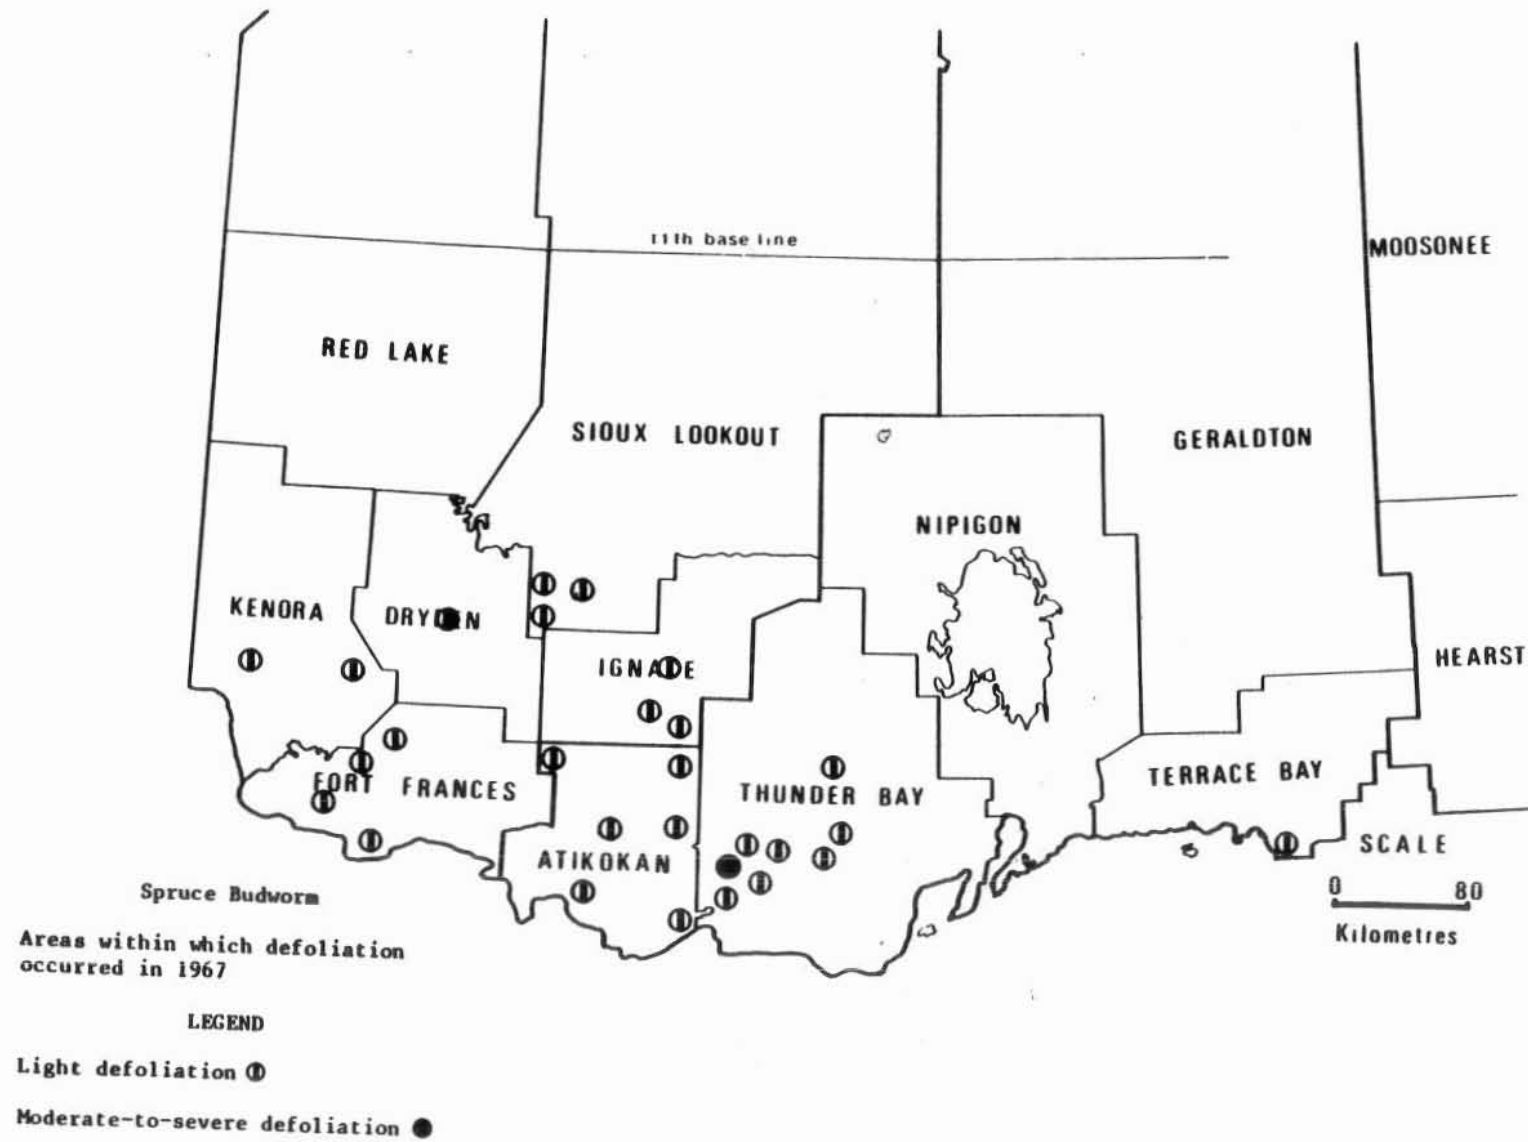 11th base line
MOOSONEE
RED LAKE
SIOUX LOOKOUT
GERALDTON
NIPIGON
KENORA
DRYDEN
IGNACE
HEARST
FORT FRANCES
THUNDER BAY
TERRACE BAY
ATIKOKAN
SCALE
0 80
Kilometres
Spruce Budworm
Areas within which defoliation
occurred in 1967
LEGEND
Light defoliation
Moderate-to-severe defoliation